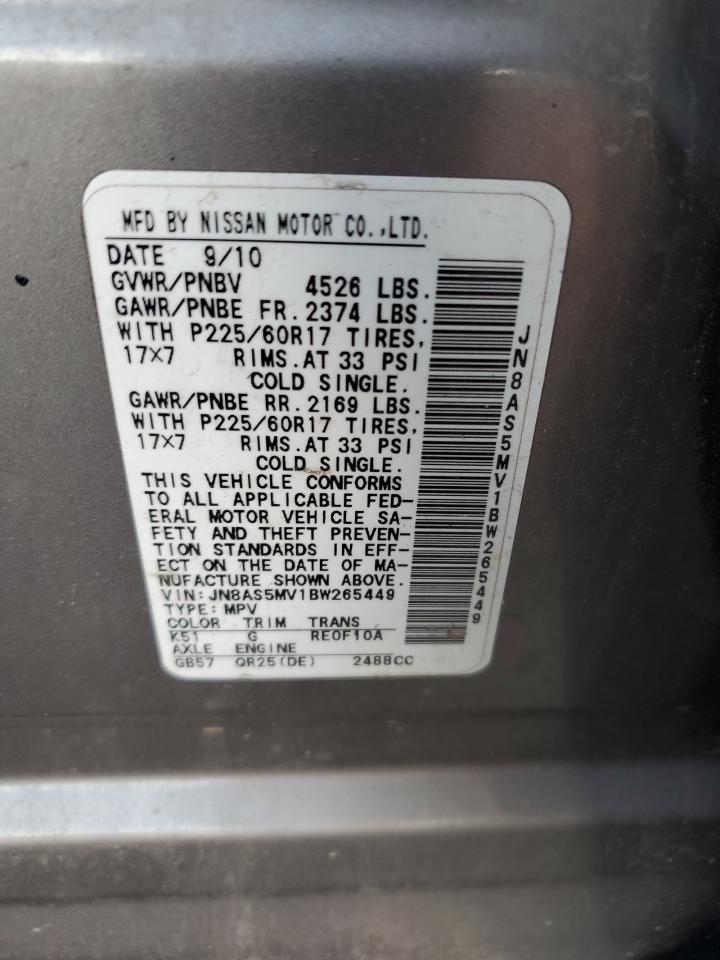 MFD BY NISSAN MOTOR CO.,LTD.
DATE 9/10
GVWR/PNBV 4526 LBS.
GAWR/PNBE FR.2374 LBS.
WITH P225/60R17 TIRES,
17X7 RIMS.AT 33 PSI
COLD SINGLE.
GAWR/PNBE RR.2169 LBS.
WITH P225/60R17 TIRES,
17X7 RIMS.AT 33 PSI
COLD SINGLE.
THIS VEHICLE CONFORMS
TO ALL APPLICABLE FED-
ERAL MOTOR VEHICLE SA-
FETY AND THEFT PREVEN-
TION STANDARDS IN EFF-
ECT ON THE DATE OF MA-
NUFACTURE SHOWN ABOVE.
VIN: JN8AS5MV1BW265449
TYPE: MPV
COLOR TRIM TRANS
K51 G RE0F10A
AXLE ENGINE
GB57 QR25(DE) 2488CC
JN8AS5MV1BW265449